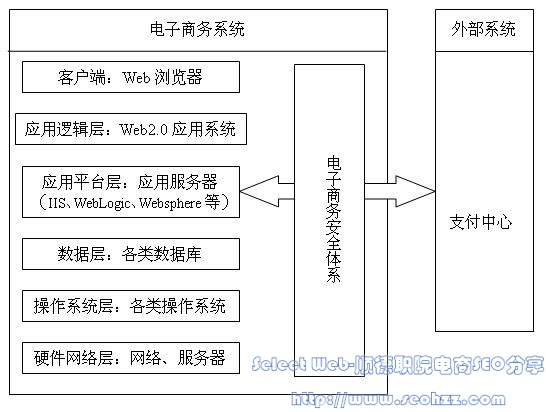 电子商务系统
外部系统
客户端：Web 浏览器
应用逻辑层：Web2.0 应用系统
应用平台层：应用服务器
（IIS、WebLogic、Websphere 等）
数据层：各类数据库
操作系统层：各类操作系统
硬件网络层：网络、服务器
电子商务安全体系
支付中心
Select Web-顺德职院电商SEO分享
http://www.seohzz.com